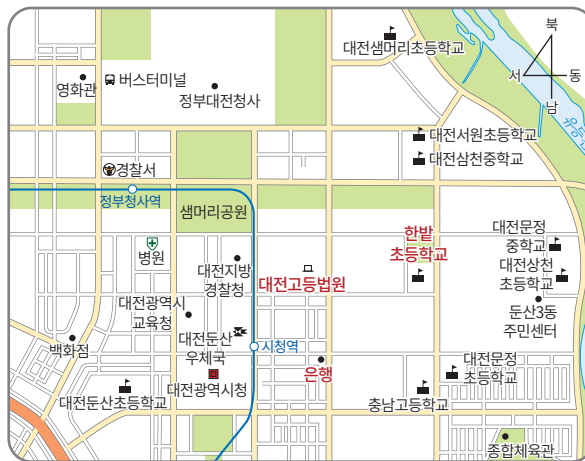 북
서
동
남
유등천
대전샘머리초등학교
영화관
버스터미널
정부대전청사
대전서원초등학교
대전삼천중학교
경찰서
정부청사역
샘머리공원
한밭
초등학교
대전문정
중학교
대전상천
초등학교
병원
대전지방
경찰청
대전고등법원
둔산3동
주민센터
대전광역시
교육청
대전둔산
우체국
시청역
백화점
은행
대전문정
초등학교
대전광역시청
대전둔산초등학교
충남고등학교
종합체육관